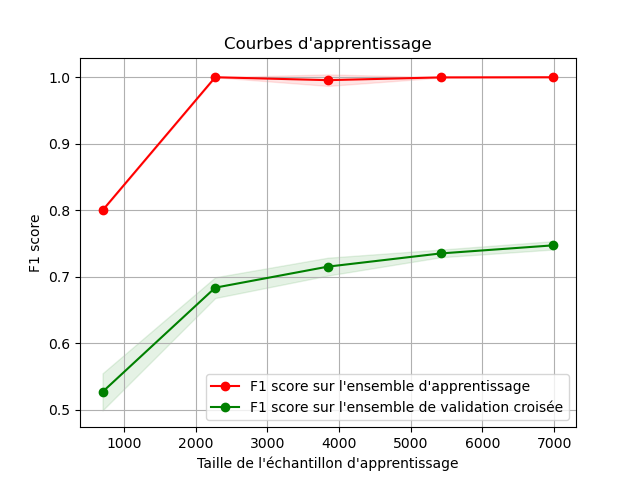 Courbes d'apprentissage
F1 score
1.0
0.9
0.8
0.7
0.6
0.5
F1 score sur l'ensemble d'apprentissage
F1 score sur l'ensemble de validation croisée
1000 2000 3000 4000 5000 6000 7000
Taille de l'échantillon d'apprentissage